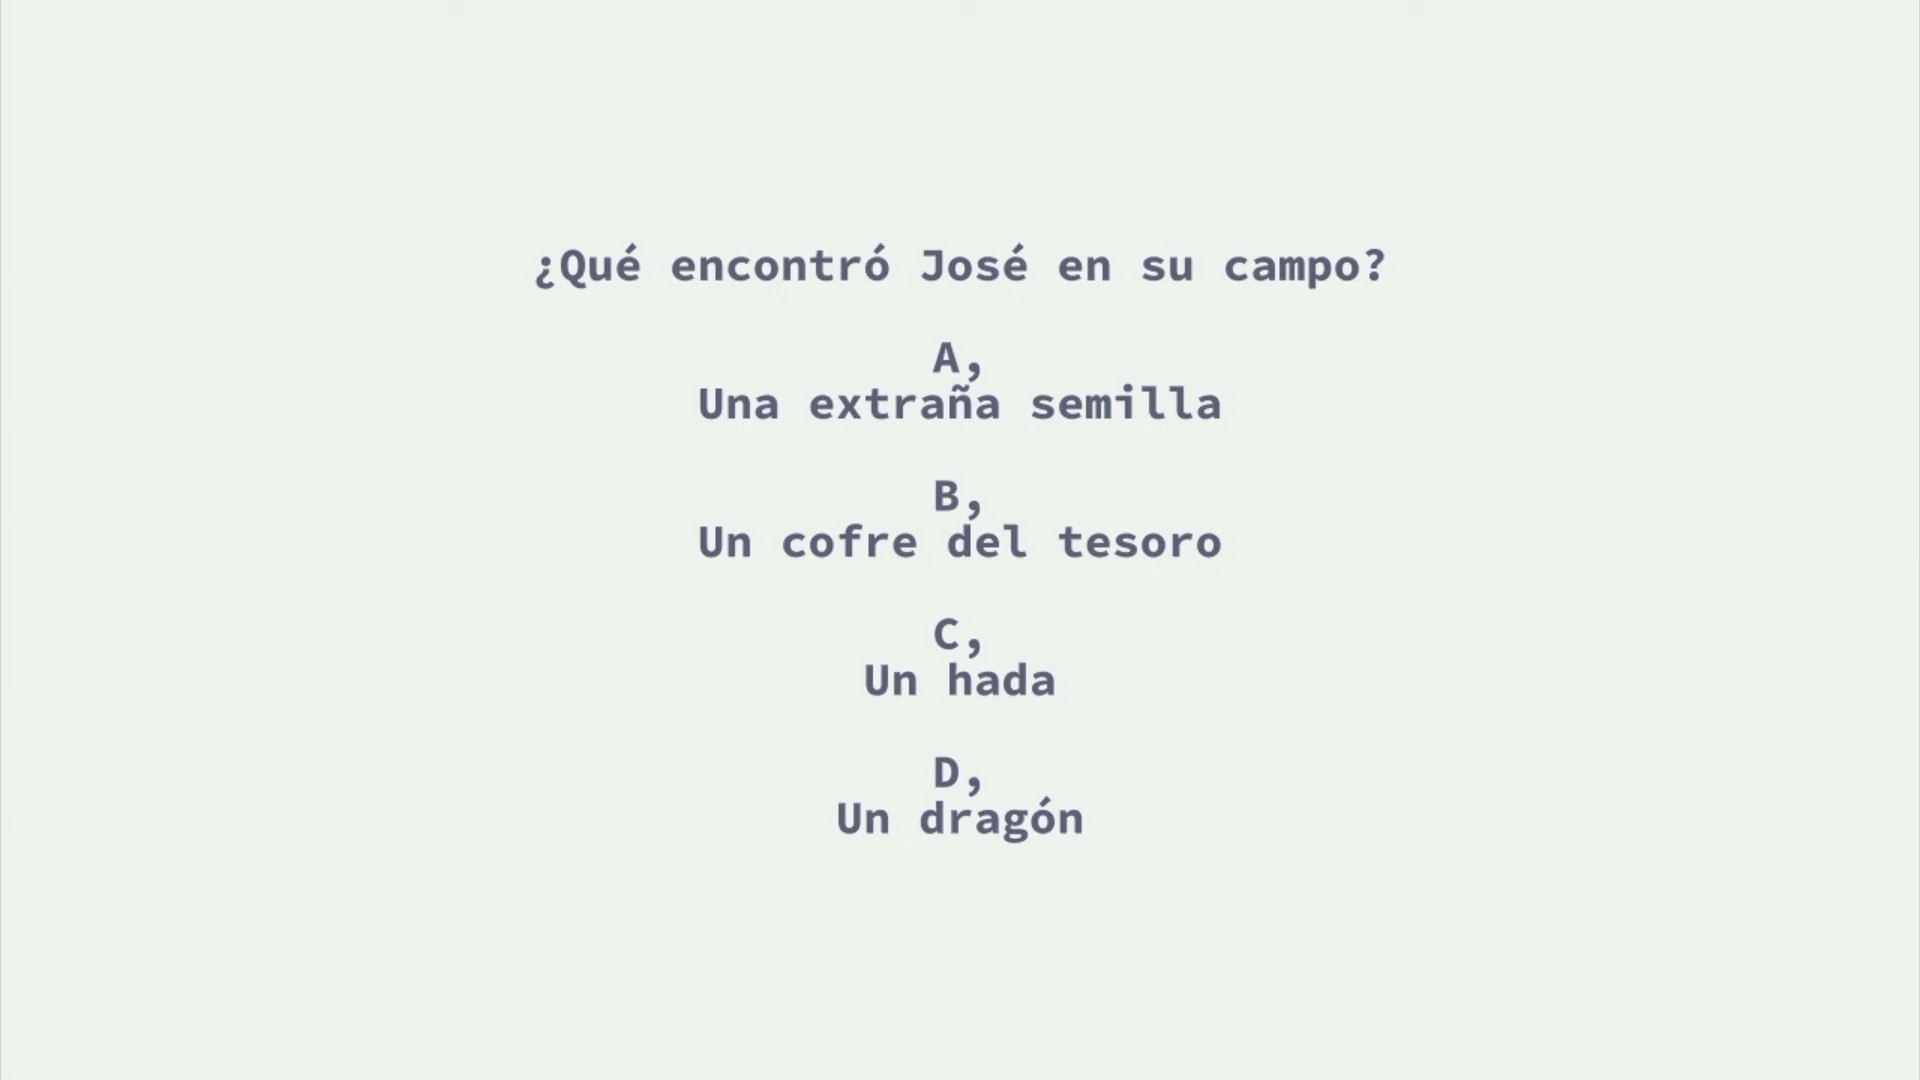 ¿Qué encontró José en su campo?
A,
Una extraña semilla
B,
Un cofre del tesoro
C,
Un hada
D,
Un dragón